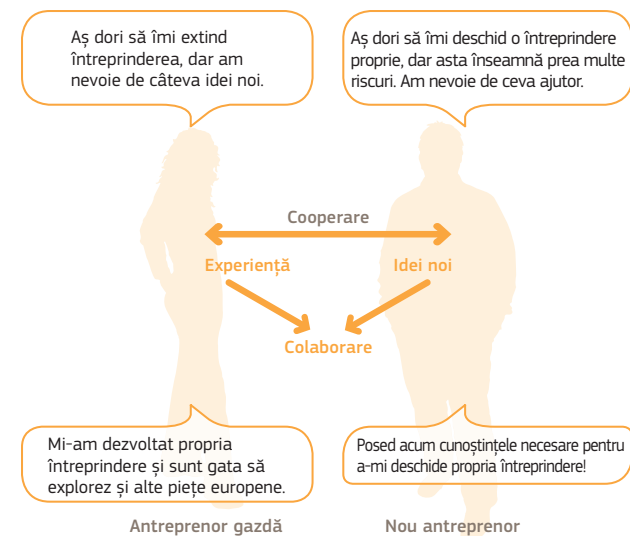 Aș dori să îmi extind
întreprinderea, dar am
nevoie de câteva idei noi.
Aș dori să îmi deschid o întreprindere
proprie, dar asta înseamnă prea multe
riscuri. Am nevoie de ceva ajutor.
Cooperare
Experiență
Idei noi
Colaborare
Mi-am dezvoltat propria
întreprindere și sunt gata să
explorez și alte piețe europene.
Posed acum cunoștințele necesare pentru
a-mi deschide propria întreprindere!
Antreprenor gazdă
Nou antreprenor